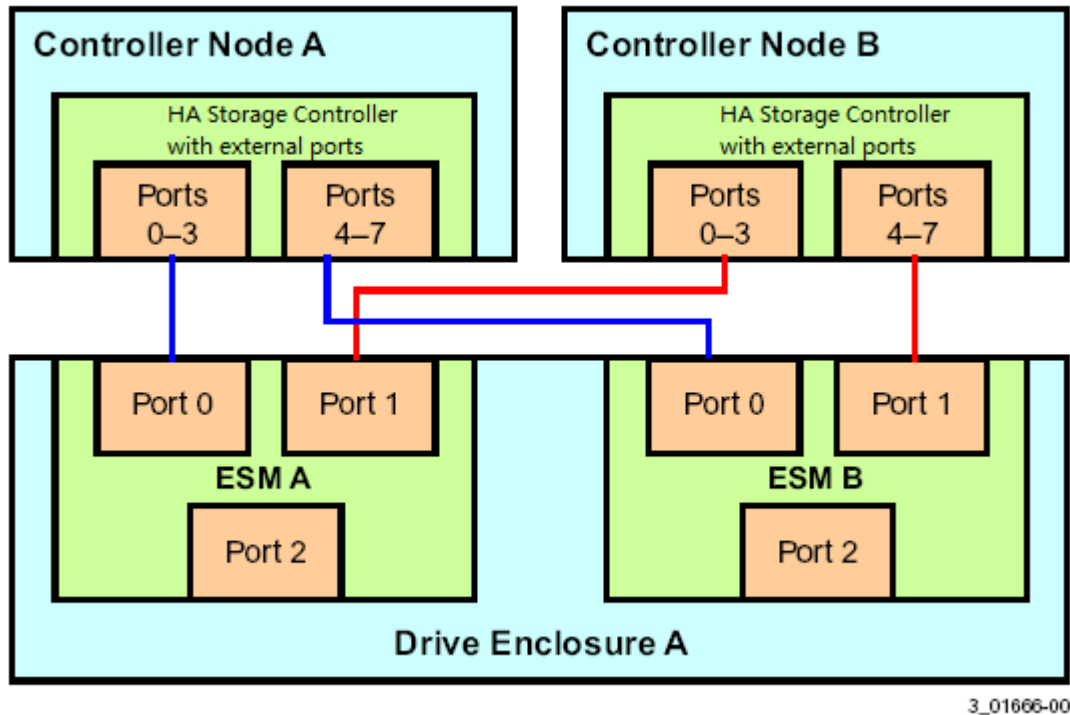 Controller Node A
HA Storage Controller
with external ports
Ports
0–3
Ports
4–7
Controller Node B
HA Storage Controller
with external ports
Ports
0–3
Ports
4–7
Port 0
Port 1
ESM A
Port 2
Port 0
Port 1
ESM B
Port 2
Drive Enclosure A
3_01666-00